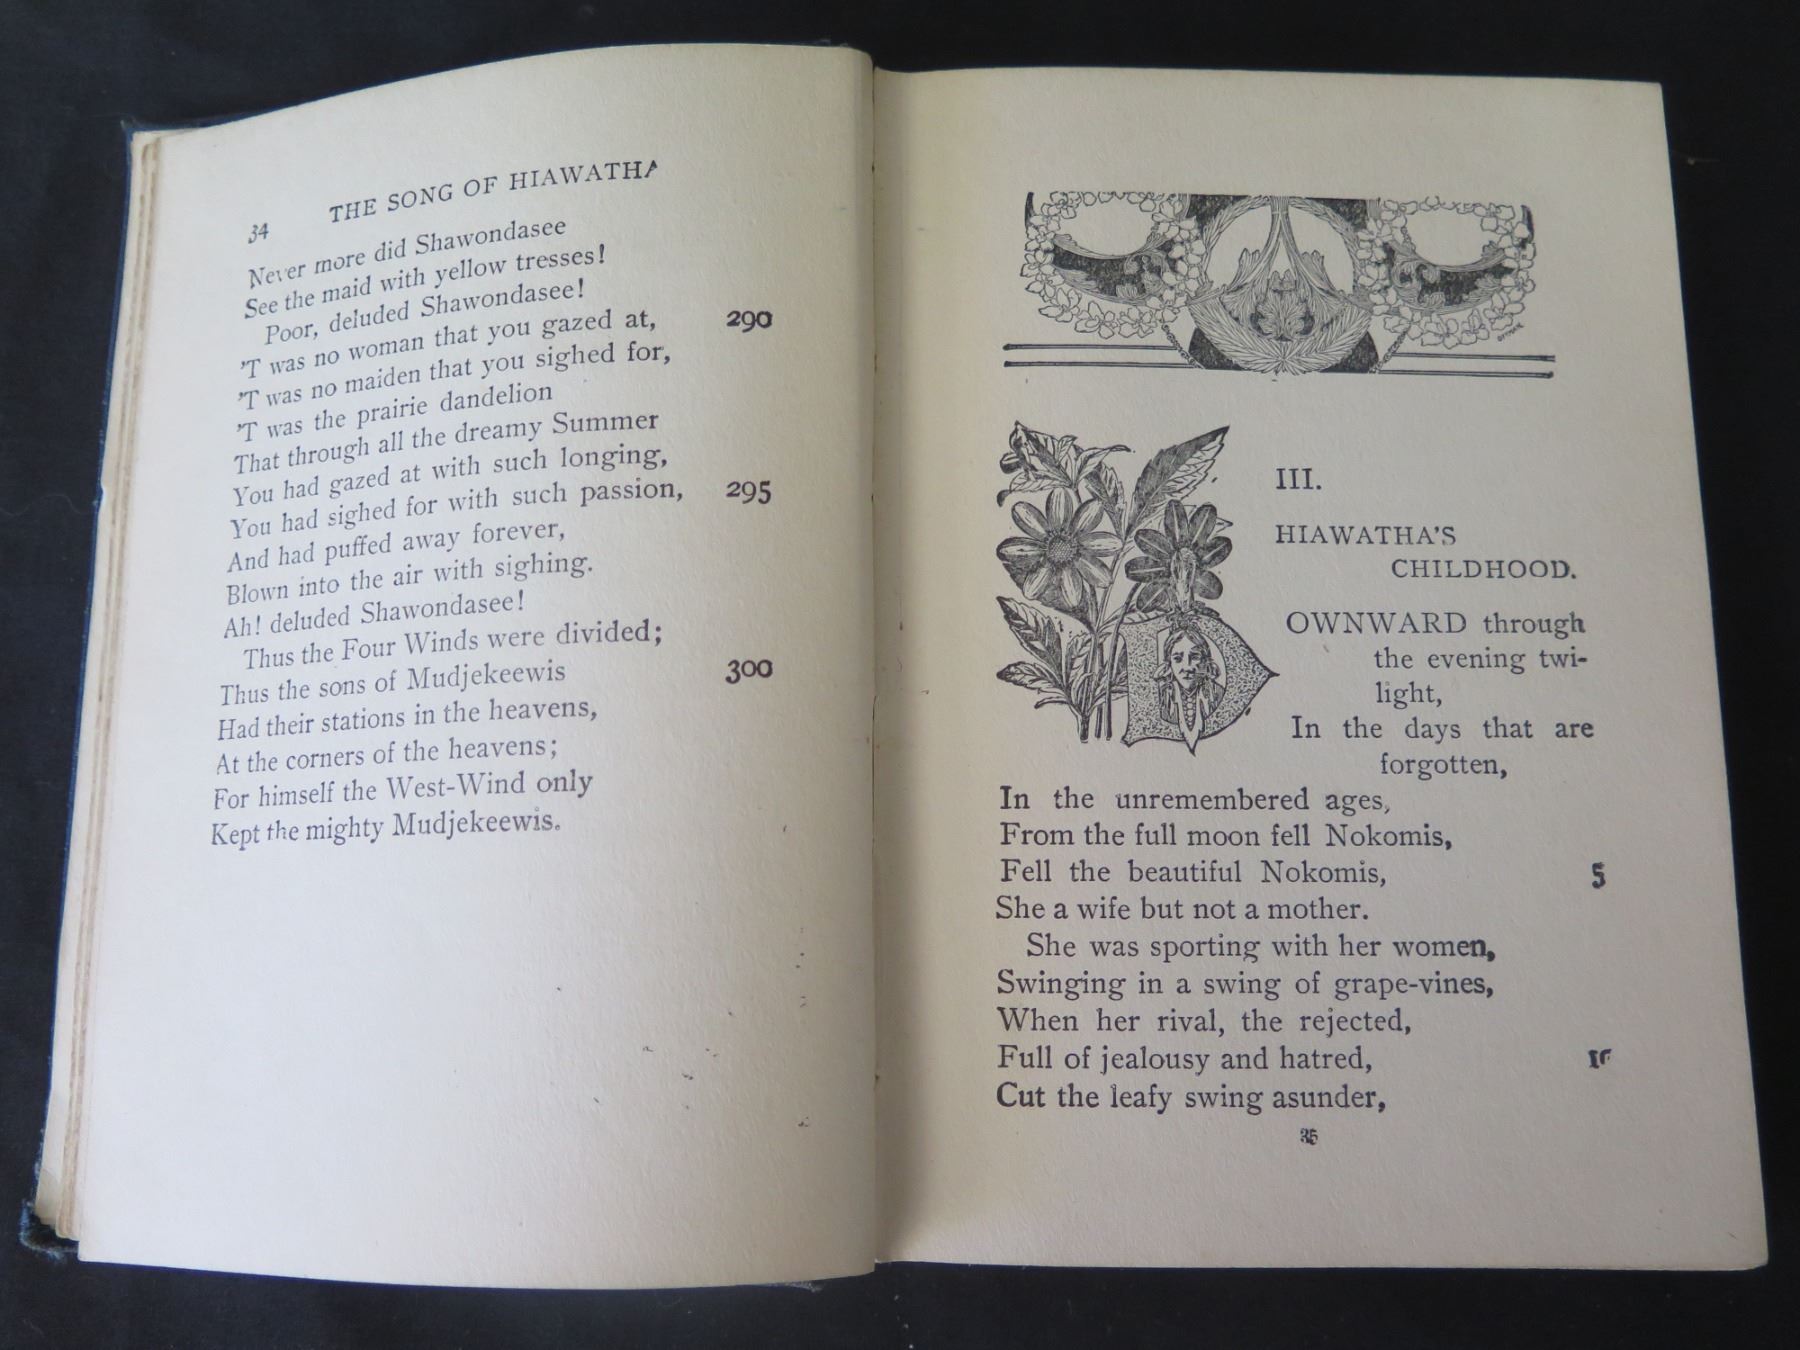 34 THE SONG OF HIAWATHA
Never more did Shawondasee
See the maid with yellow tresses!
Poor, deluded Shawondasee!
'T was no woman that you gazed at, 290
'T was no maiden that you sighed for,
'T was the prairie dandelion
That through all the dreamy Summer
You had gazed at with such longing,
You had sighed for with such passion, 295
And had puffed away forever,
Blown into the air with sighing.
Ah! deluded Shawondasee!
Thus the Four Winds were divided;
Thus the sons of Mudjekeewis 300
Had their stations in the heavens,
At the corners of the heavens;
For himself the West-Wind only
Kept the mighty Mudjekeewis.
III.
HIAWATHA'S
CHILDHOOD.
DOWNWARD through
the evening twi-
light,
In the days that are
forgotten,
In the unremembered ages,
From the full moon fell Nokomis,
Fell the beautiful Nokomis, 5
She a wife but not a mother.
She was sporting with her women,
Swinging in a swing of grape-vines,
When her rival, the rejected,
Full of jealousy and hatred, 10
Cut the leafy swing asunder,
35